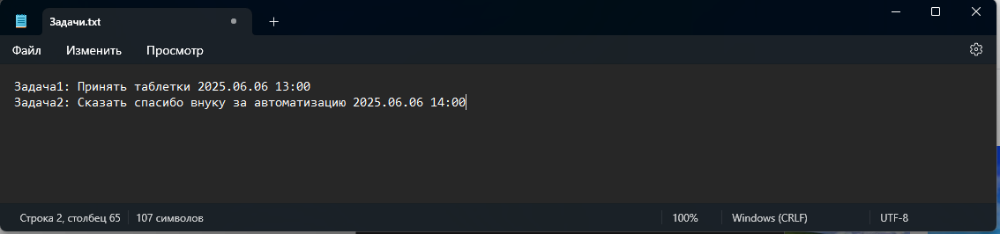 Задачи.txt
Файл Изменить Просмотр
Задача1: Принять таблетки 2025.06.06 13:00
Задача2: Сказать спасибо внуку за автоматизацию 2025.06.06 14:00
Строка 2, столбец 65 107 символов 100% Windows (CRLF) UTF-8